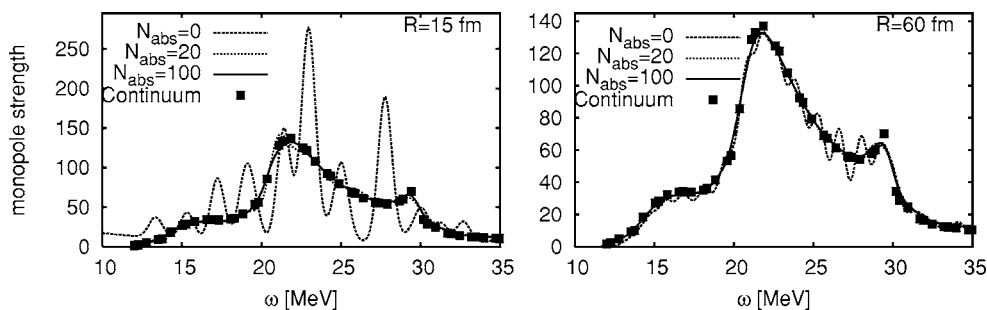 R=15 fm
N_abs=0
N_abs=20
N_abs=100
Continuum
monopole strength
250
200
150
100
50
0
10 15 20 25 30 35
ω [MeV]
R=60 fm
N_abs=0
N_abs=20
N_abs=100
Continuum
140
120
100
80
60
40
20
0
10 15 20 25 30 35
ω [MeV]